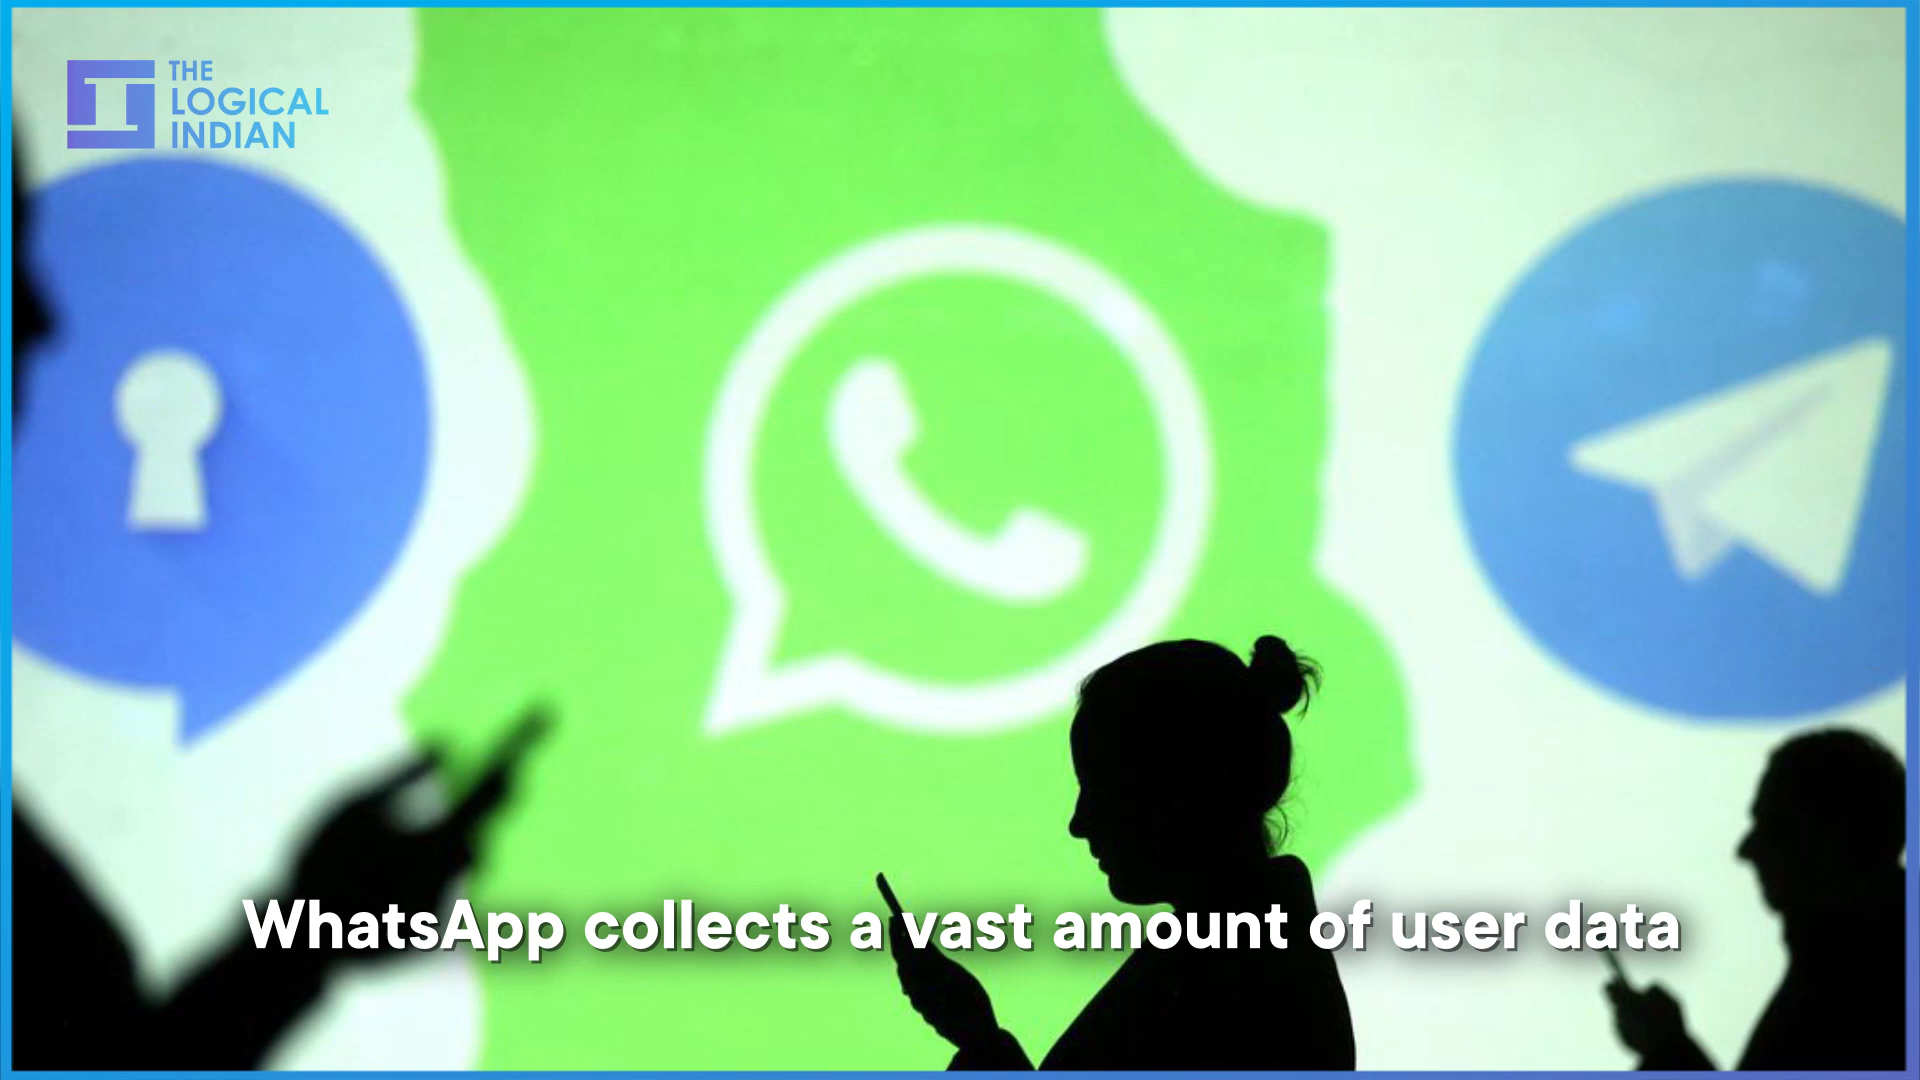 THE
LOGICAL
INDIAN
WhatsApp collects a vast amount of user data